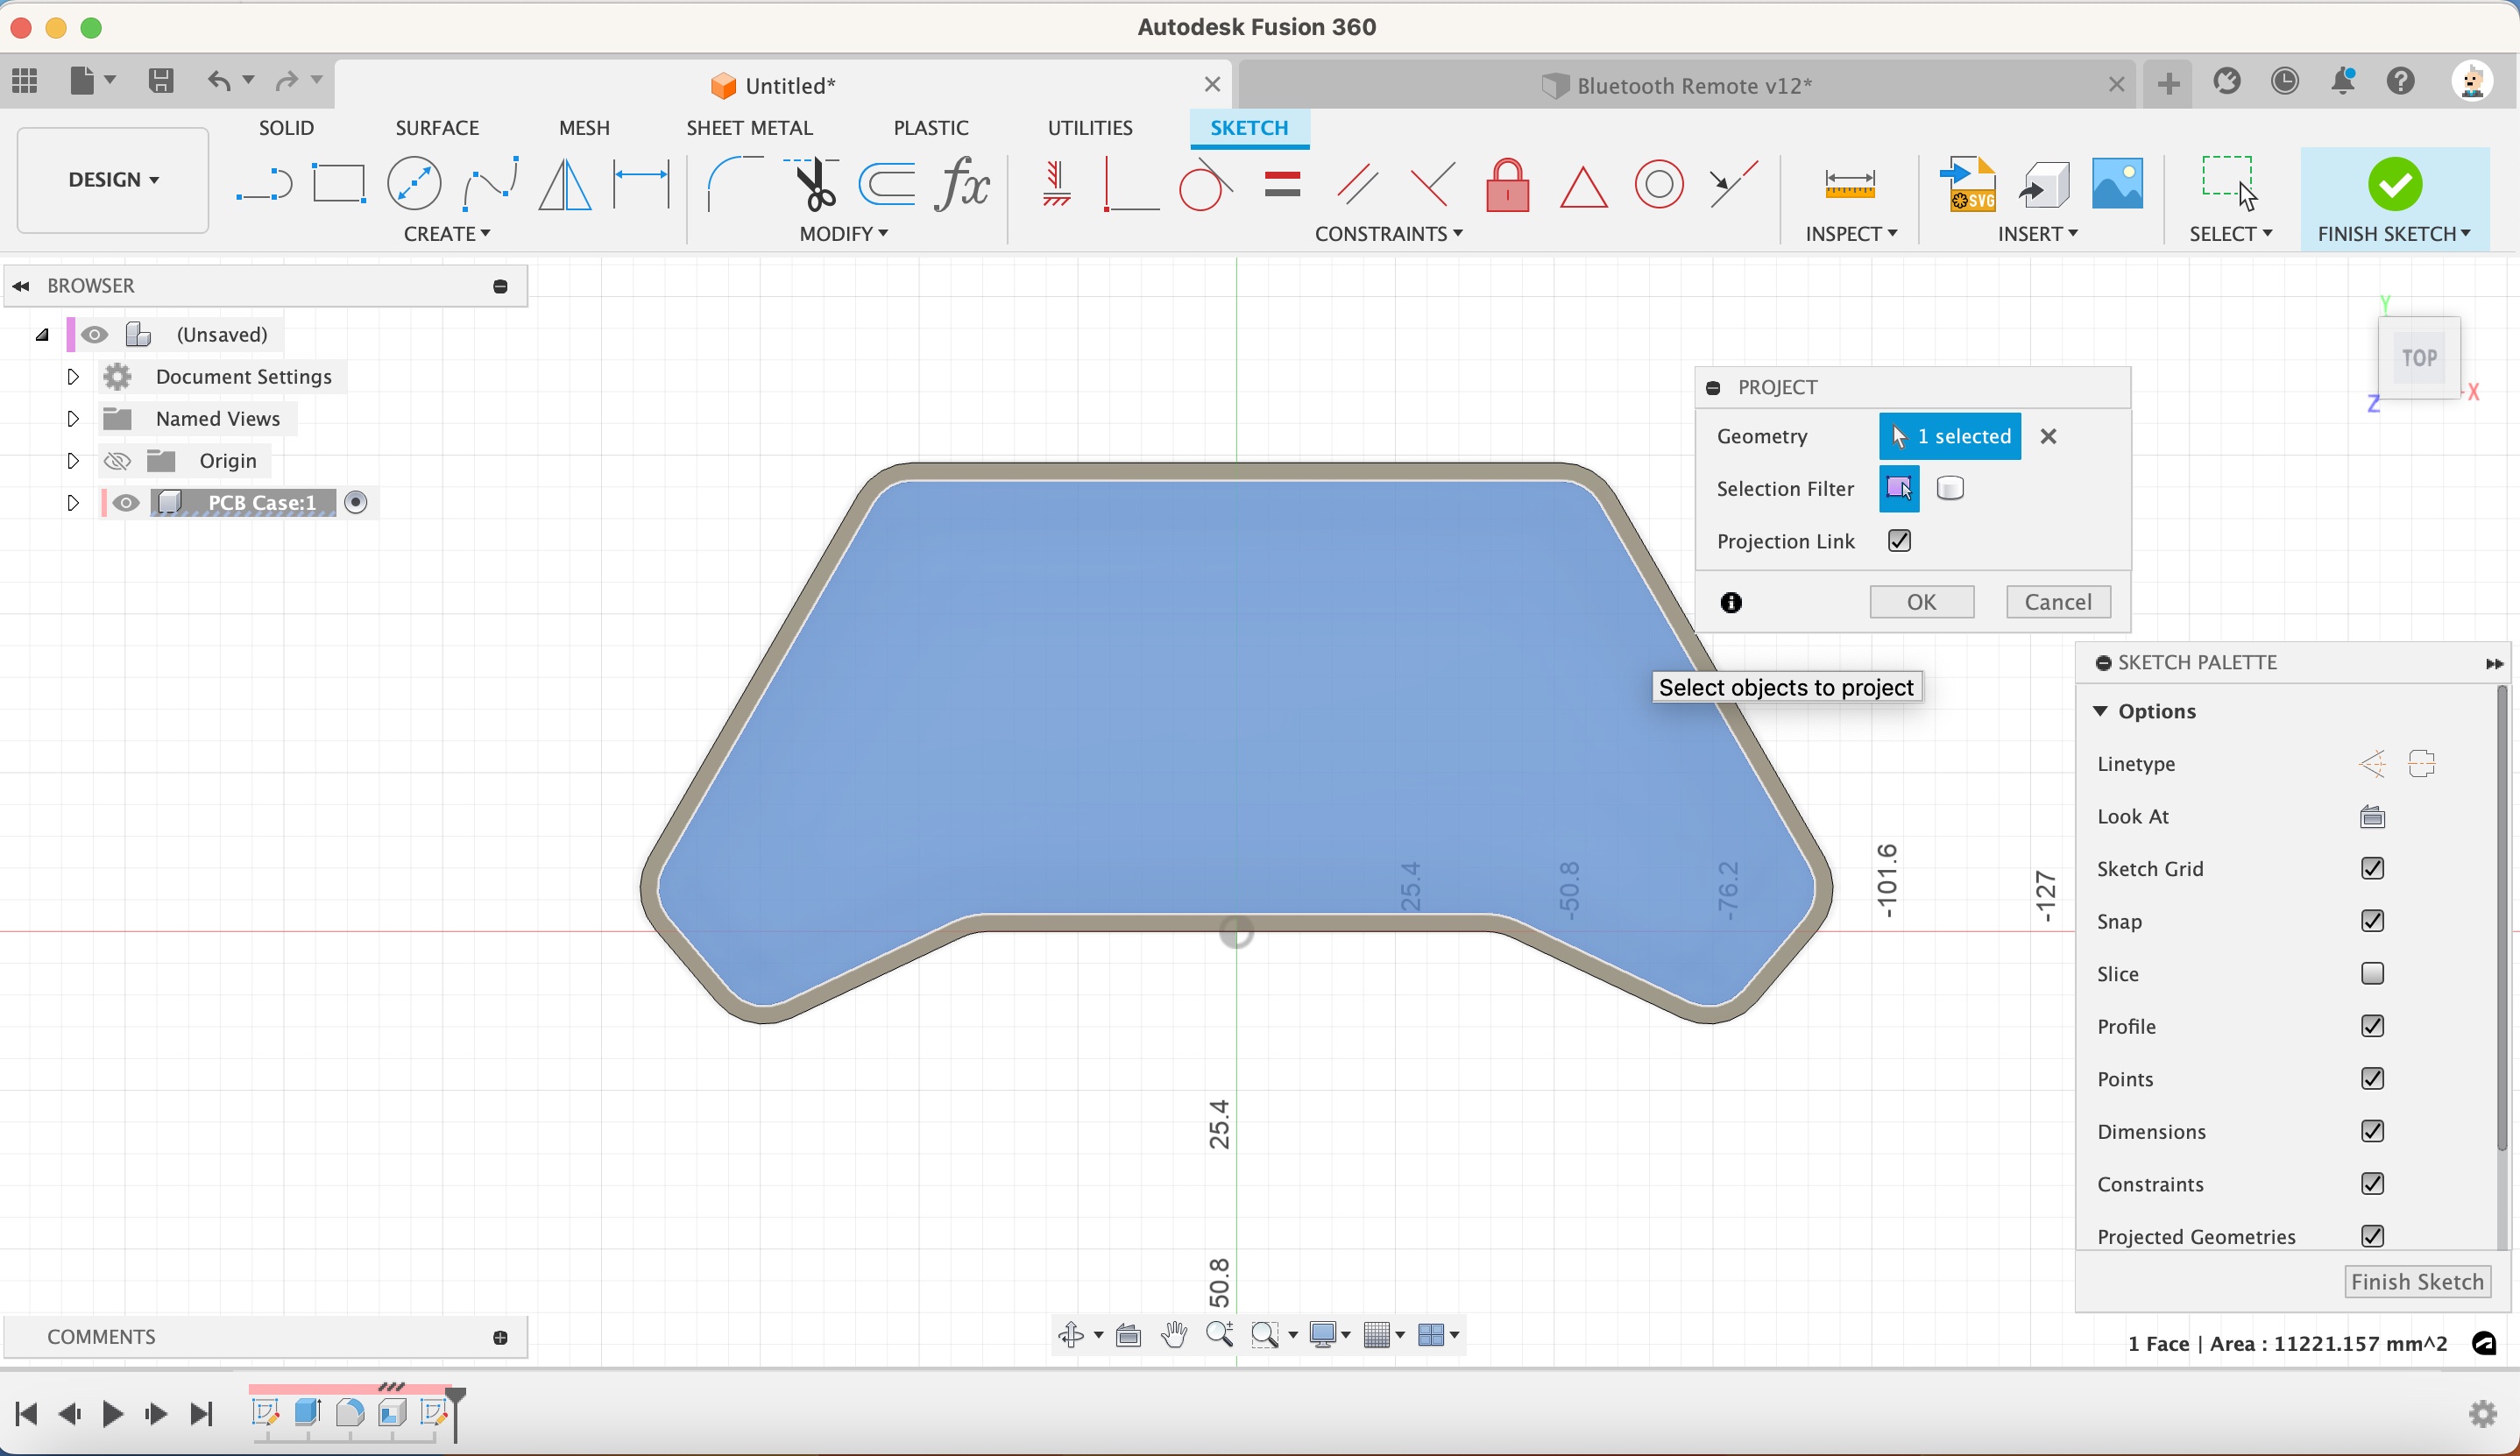 Autodesk Fusion 360
Untitled*
Bluetooth Remote v12*
SOLID SURFACE MESH SHEET METAL PLASTIC UTILITIES SKETCH
DESIGN
fx
SVG
CREATE MODIFY CONSTRAINTS INSPECT INSERT SELECT FINISH SKETCH
BROWSER
(Unsaved)
Document Settings
Named Views
Origin
PCB Case:1
Y
TOP
X
Z
PROJECT
Geometry 1 selected
Selection Filter
Projection Link
OK Cancel
Select objects to project
SKETCH PALETTE
Options
Linetype
Look At
Sketch Grid
Snap
Slice
Profile
Points
Dimensions
Constraints
Projected Geometries
Finish Sketch
25.4
-50.8
-76.2
-101.6
-127
25.4
50.8
COMMENTS
1 Face | Area : 11221.157 mm^2